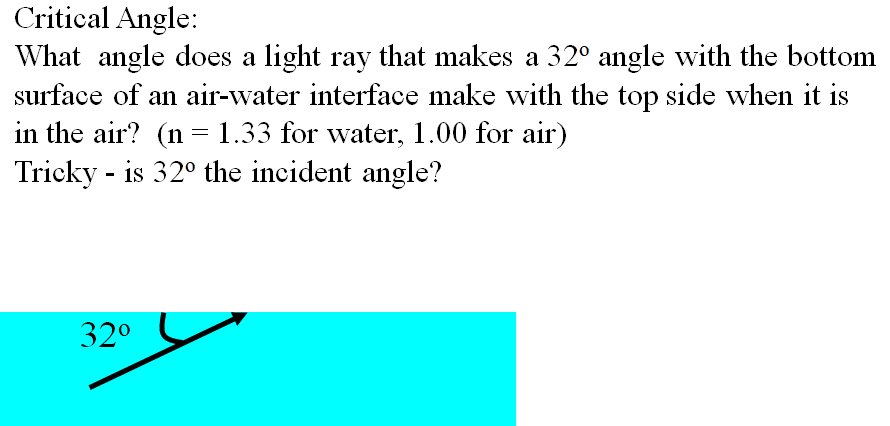 Critical Angle:
What  angle does a light ray that makes a 32º angle with the bottom
surface of an air-water interface make with the top side when it is
in the air?  (n = 1.33 for water, 1.00 for air)
Tricky - is 32º the incident angle?
32º